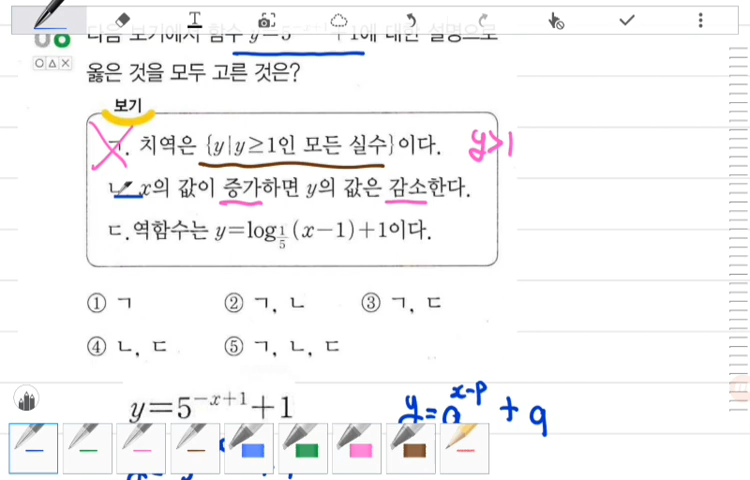 T
06
○△×
다음 보기에서 함수 y=5 +1에 대한 설명으로
옳은 것을 모두 고른 것은?
보기
ㄱ. 치역은 {y|y≥1인 모든 실수}이다. y>1
ㄴ. x의 값이 증가하면 y의 값은 감소한다.
ㄷ. 역함수는 y=log_{1/5}(x-1)+1이다.
① ㄱ ② ㄱ, ㄴ ③ ㄱ, ㄷ
④ ㄴ, ㄷ ⑤ ㄱ, ㄴ, ㄷ
y=5^{-x+1}+1 y=a^{x-p}+q